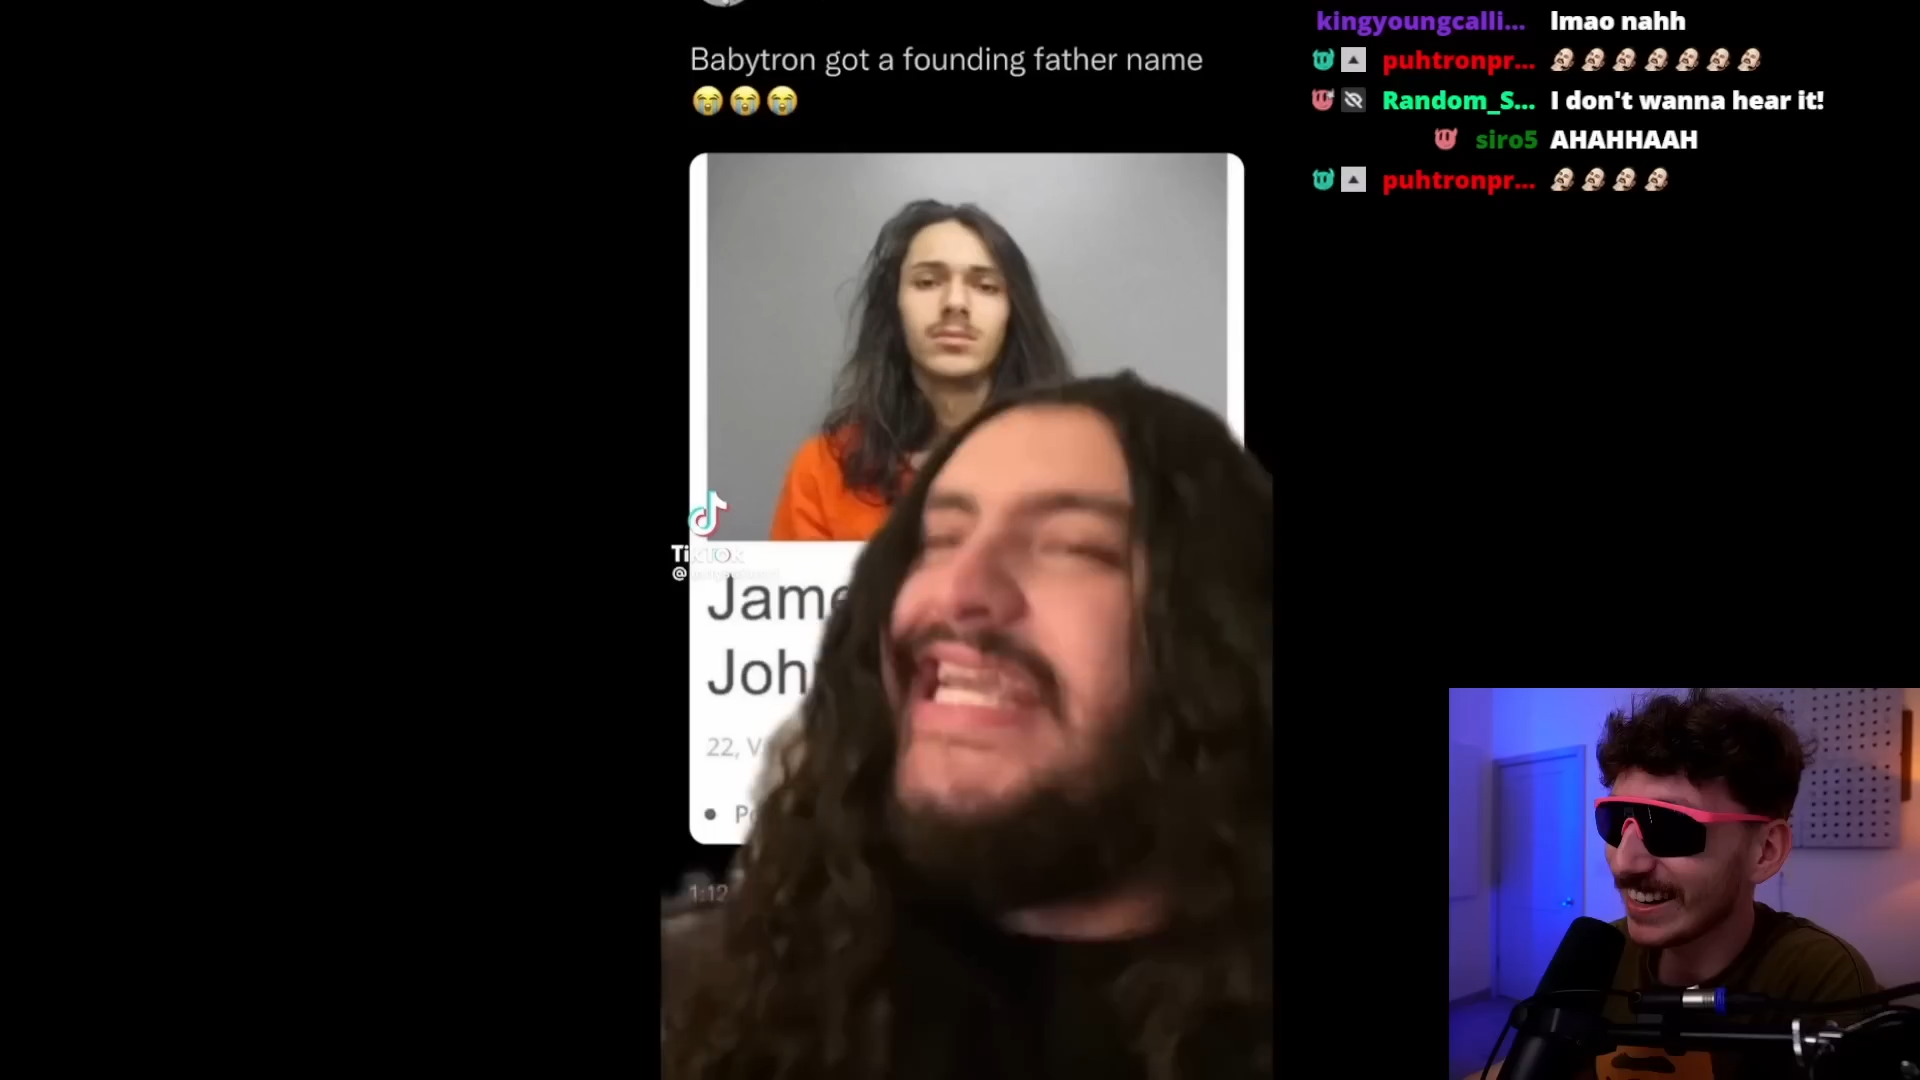 Babytron got a founding father name
😭😭😭
Jame
Joh
22, V
• P
1:12
TikTok
@
kingyoungcalli... lmao nahh
puhtronpr...
Random_S... I don't wanna hear it!
siro5 AHAHHAAH
puhtronpr...